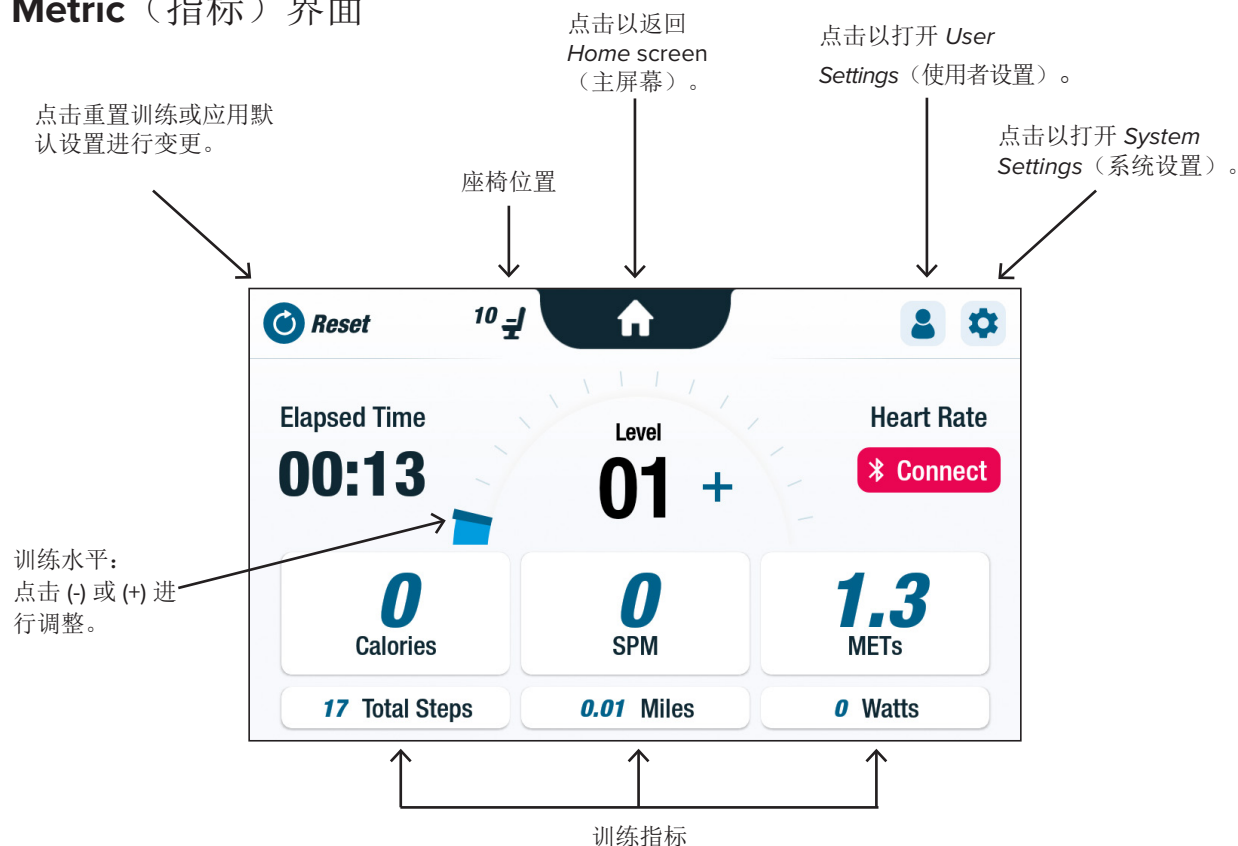 Metric（指标）界面
点击以返回
Home screen
（主屏幕）。
点击以打开 User
Settings（使用者设置）。
点击重置训练或应用默
认设置进行变更。
点击以打开 System
Settings（系统设置）。
座椅位置
Reset
10
Elapsed Time
00:13
Level
01 +
Heart Rate
Connect
训练水平：
点击 (-) 或 (+) 进
行调整。
0
Calories
0
SPM
1.3
METs
17 Total Steps
0.01 Miles
0 Watts
训练指标